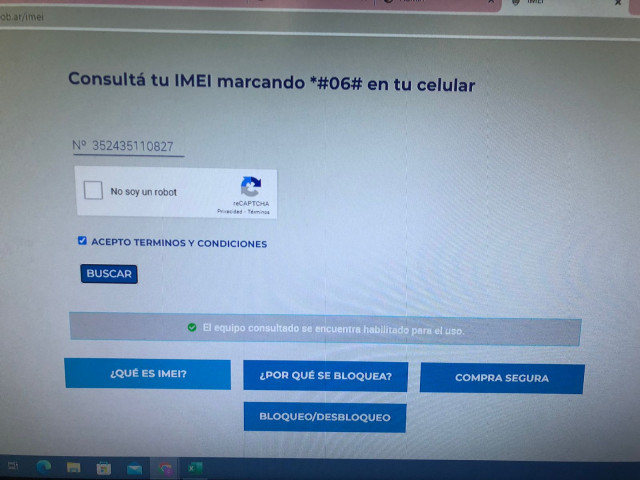 ob.ar/imei
IMEI
Consultá tu IMEI marcando *#06# en tu celular
Nº 352435110827
No soy un robot
reCAPTCHA
Privacidad - Términos
ACEPTO TERMINOS Y CONDICIONES
BUSCAR
El equipo consultado se encuentra habilitado para el uso.
¿QUÉ ES IMEI?
¿POR QUÉ SE BLOQUEA?
COMPRA SEGURA
BLOQUEO/DESBLOQUEO